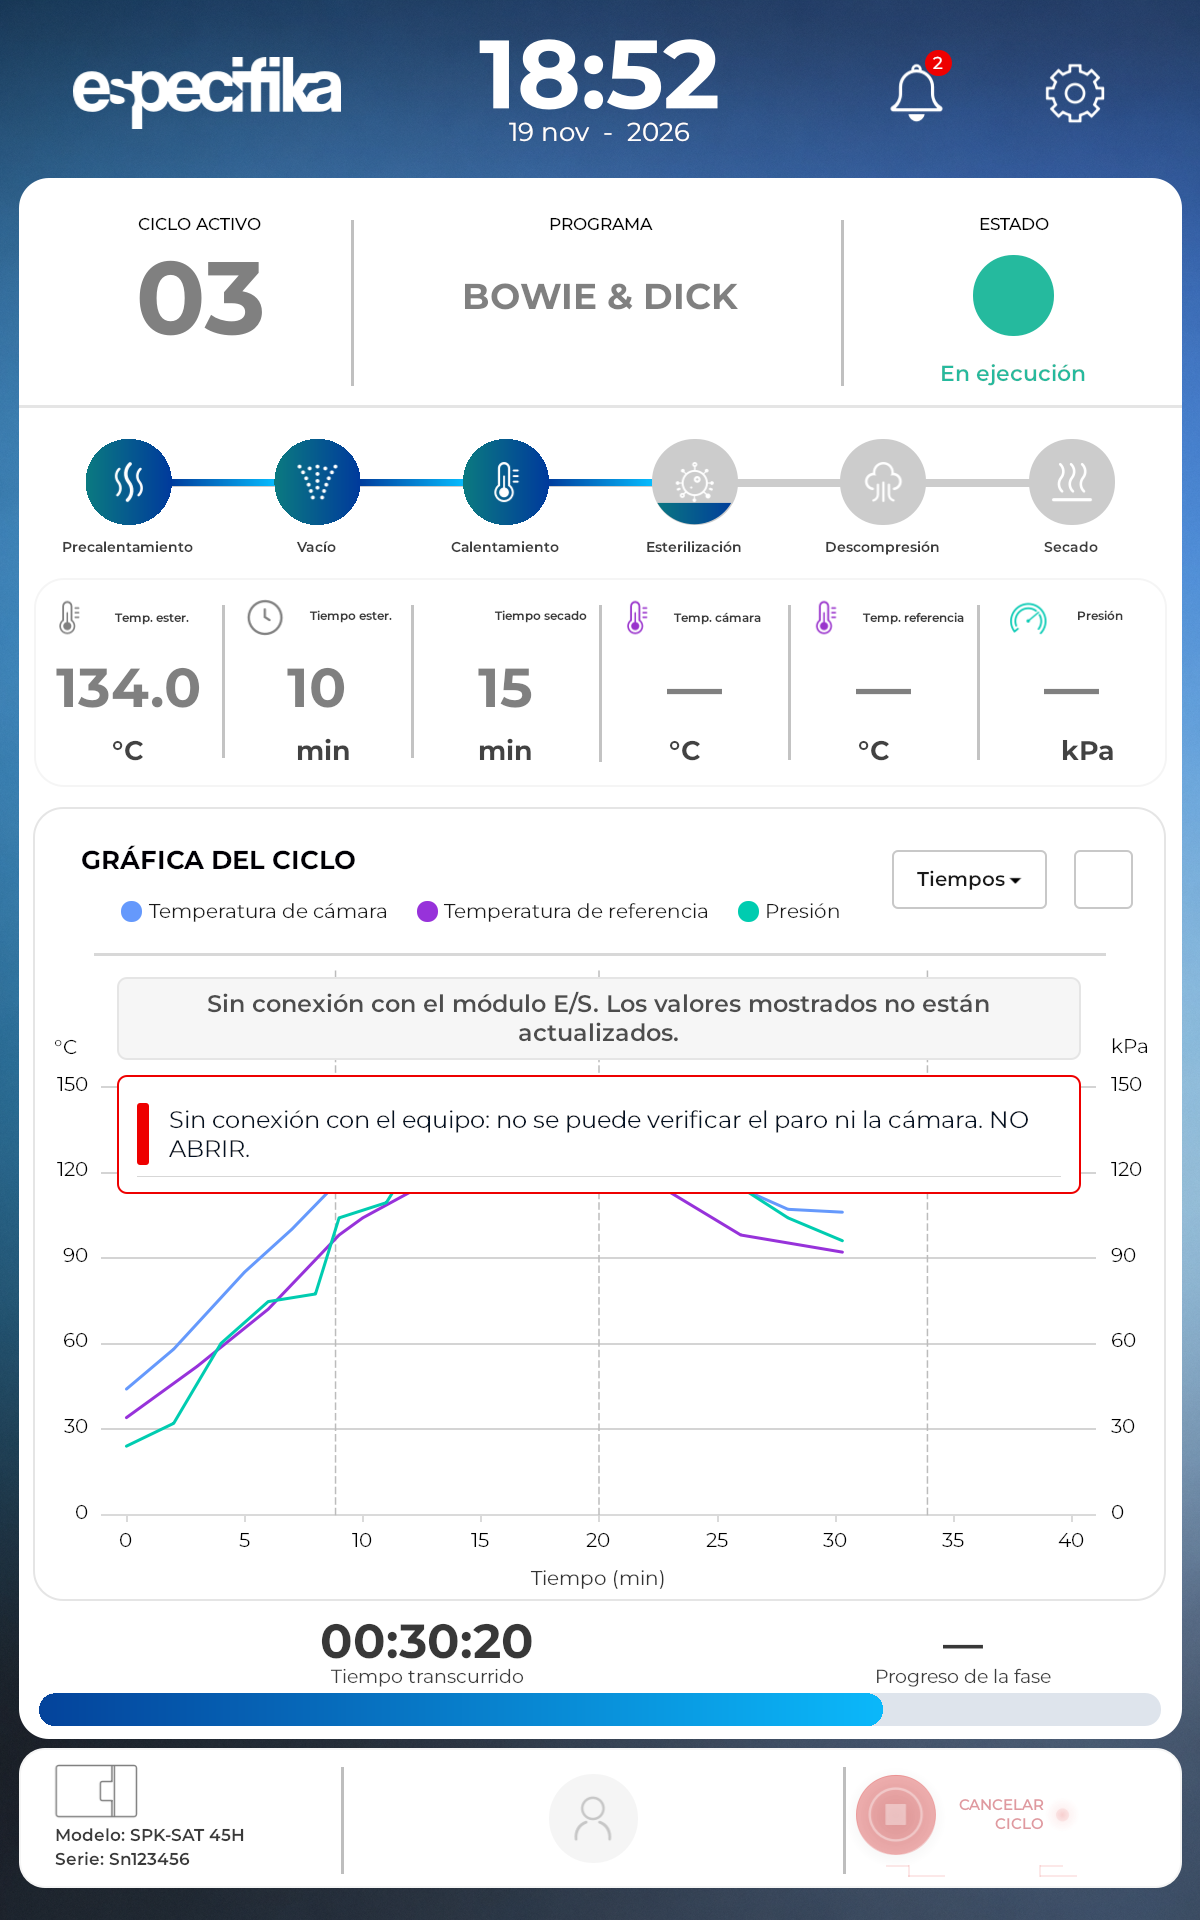 especifika
18:52
19 nov - 2026
2
CICLO ACTIVO
PROGRAMA
ESTADO
03
BOWIE & DICK
En ejecución
Precalentamiento
Vacío
Calentamiento
Esterilización
Descompresión
Secado
Temp. ester.
Tiempo ester.
Tiempo secado
Temp. cámara
Temp. referencia
Presión
134.0
10
15
—
—
—
°C
min
min
°C
°C
kPa
GRÁFICA DEL CICLO
Tiempos
Temperatura de cámara
Temperatura de referencia
Presión
Sin conexión con el módulo E/S. Los valores mostrados no están
actualizados.
°C
kPa
150
150
Sin conexión con el equipo: no se puede verificar el paro ni la cámara. NO
ABRIR.
120
120
90
90
60
60
30
30
0
0
0 5 10 15 20 25 30 35 40
Tiempo (min)
00:30:20
—
Tiempo transcurrido
Progreso de la fase
Modelo: SPK-SAT 45H
Serie: Sn123456
CANCELAR
CICLO